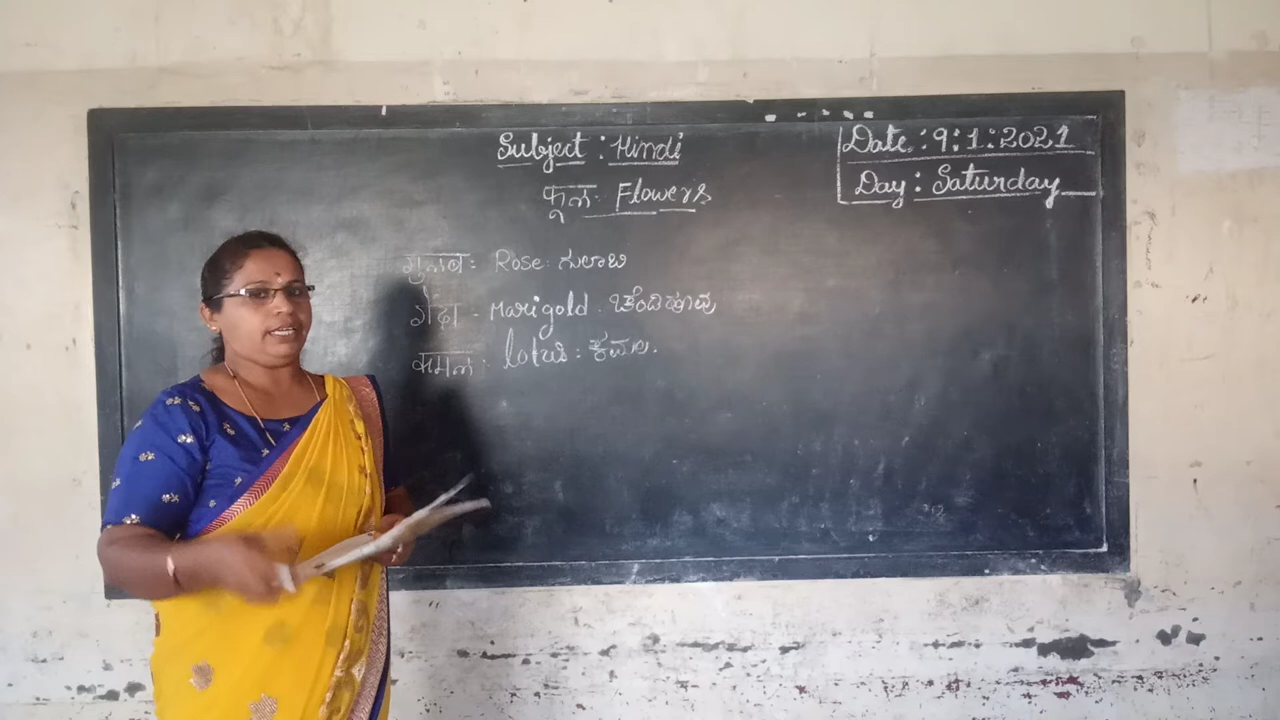 Subject : Hindi
फूल. Flowers
Date : 9:1:2021
Day : Saturday
गुलाब : Rose : ಗುಲಾಬಿ
गेंदा - Marigold . ಚೆಂದಿಹೂವು
कमल : lotus : ಕಮಲ.